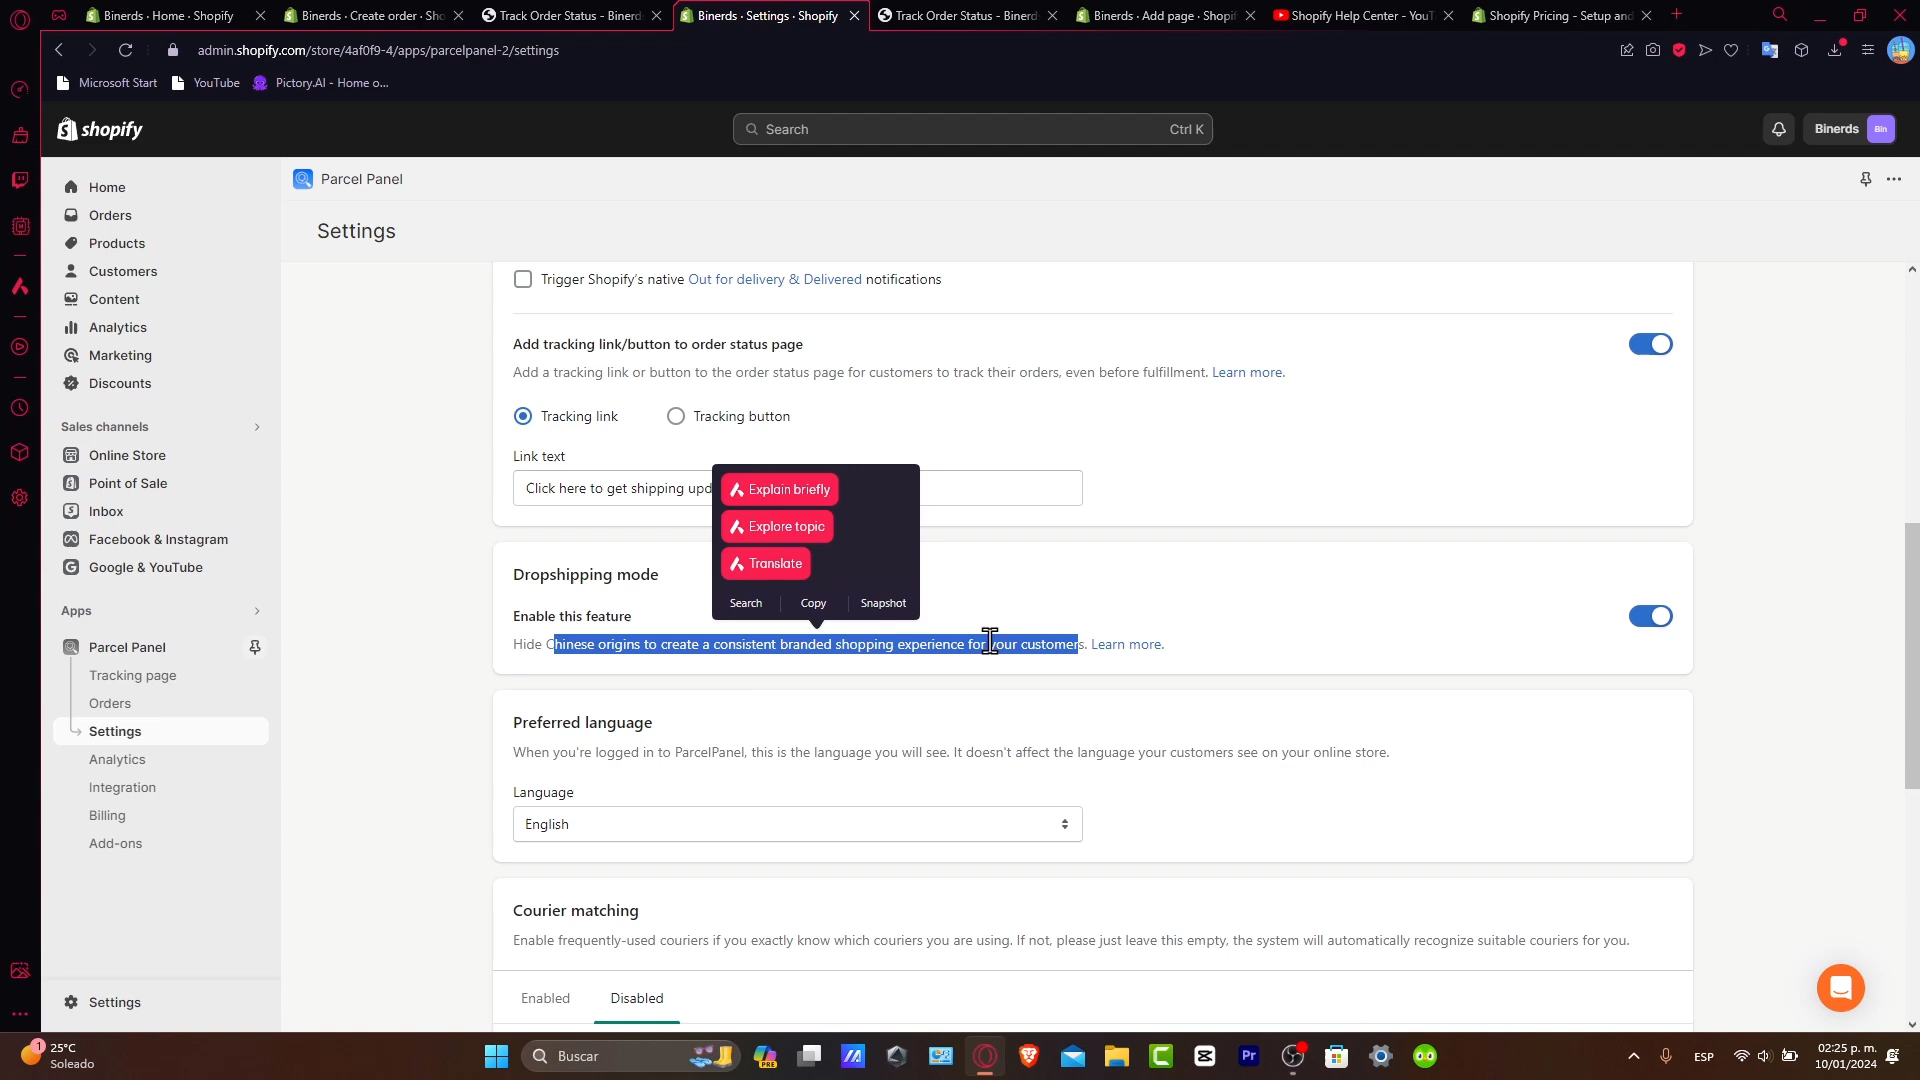 Binerds · Home · Shopify
Binerds · Create order · Sho
Track Order Status - Binerd
Binerds · Settings · Shopify
Track Order Status - Binerd
Binerds · Add page · Shopif
Shopify Help Center - YouT
Shopify Pricing - Setup and
admin.shopify.com/store/4af0f9-4/apps/parcelpanel-2/settings
Microsoft Start
YouTube
Pictory.AI - Home o...
shopify
Search
Ctrl K
Binerds
Bin
Home
Orders
Products
Customers
Content
Analytics
Marketing
Discounts
Sales channels
Online Store
Point of Sale
Inbox
Facebook & Instagram
Google & YouTube
Apps
Parcel Panel
Tracking page
Orders
Settings
Analytics
Integration
Billing
Add-ons
Settings
Parcel Panel
Settings
Trigger Shopify's native Out for delivery & Delivered notifications
Add tracking link/button to order status page
Add a tracking link or button to the order status page for customers to track their orders, even before fulfillment. Learn more.
Tracking link
Tracking button
Link text
Click here to get shipping upd
Explain briefly
Explore topic
Translate
Search
Copy
Snapshot
Dropshipping mode
Enable this feature
Hide Chinese origins to create a consistent branded shopping experience for your customers. Learn more.
Preferred language
When you're logged in to ParcelPanel, this is the language you will see. It doesn't affect the language your customers see on your online store.
Language
English
Courier matching
Enable frequently-used couriers if you exactly know which couriers you are using. If not, please just leave this empty, the system will automatically recognize suitable couriers for you.
Enabled
Disabled
1
25°C
Soleado
Buscar
PRE
Pr
ESP
02:25 p. m.
10/01/2024